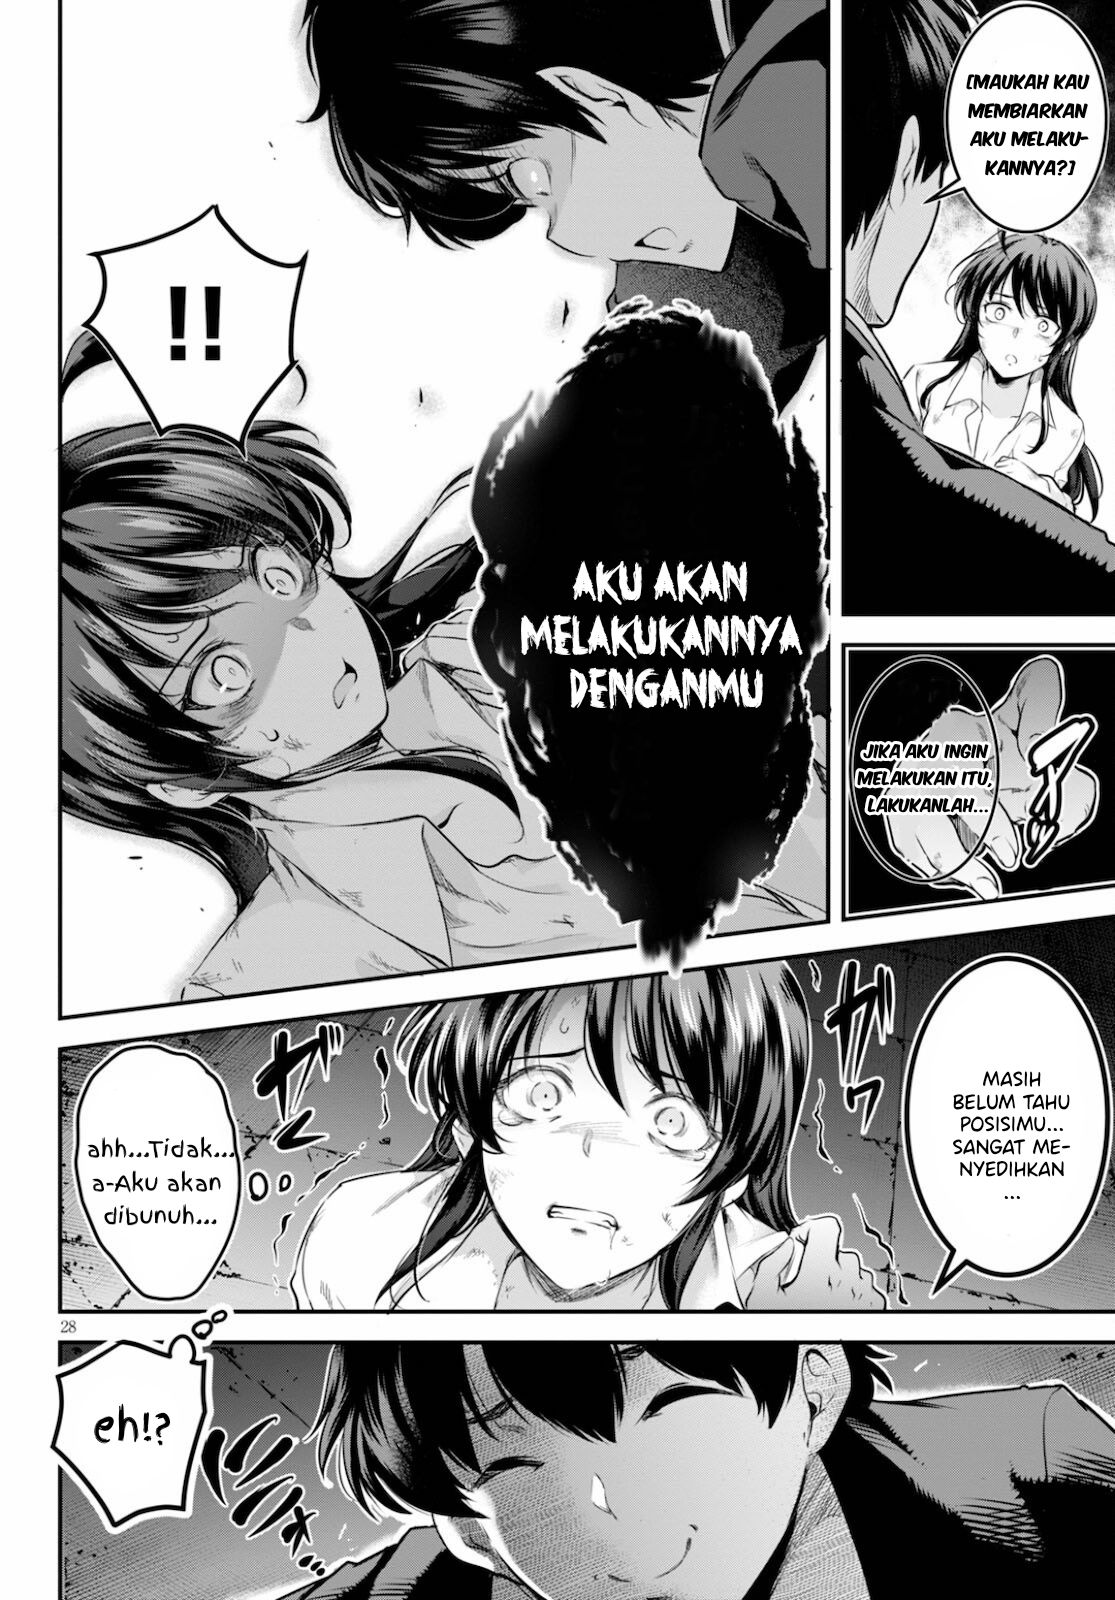 [MAUKAH KAU
MEMBIARKAN
AKU MELAKU-
KANNYA?]
JIKA AKU INGIN
MELAKUKAN ITU,
LAKUKANLAH...
!!
AKU AKAN
MELAKUKANNYA
DENGANMU
MASIH
BELUM TAHU
POSISIMU...
SANGAT ME-
NYEDIHKAN
...
ahh...Tidak...
a-Aku akan
dibunuh...
28
eh!?